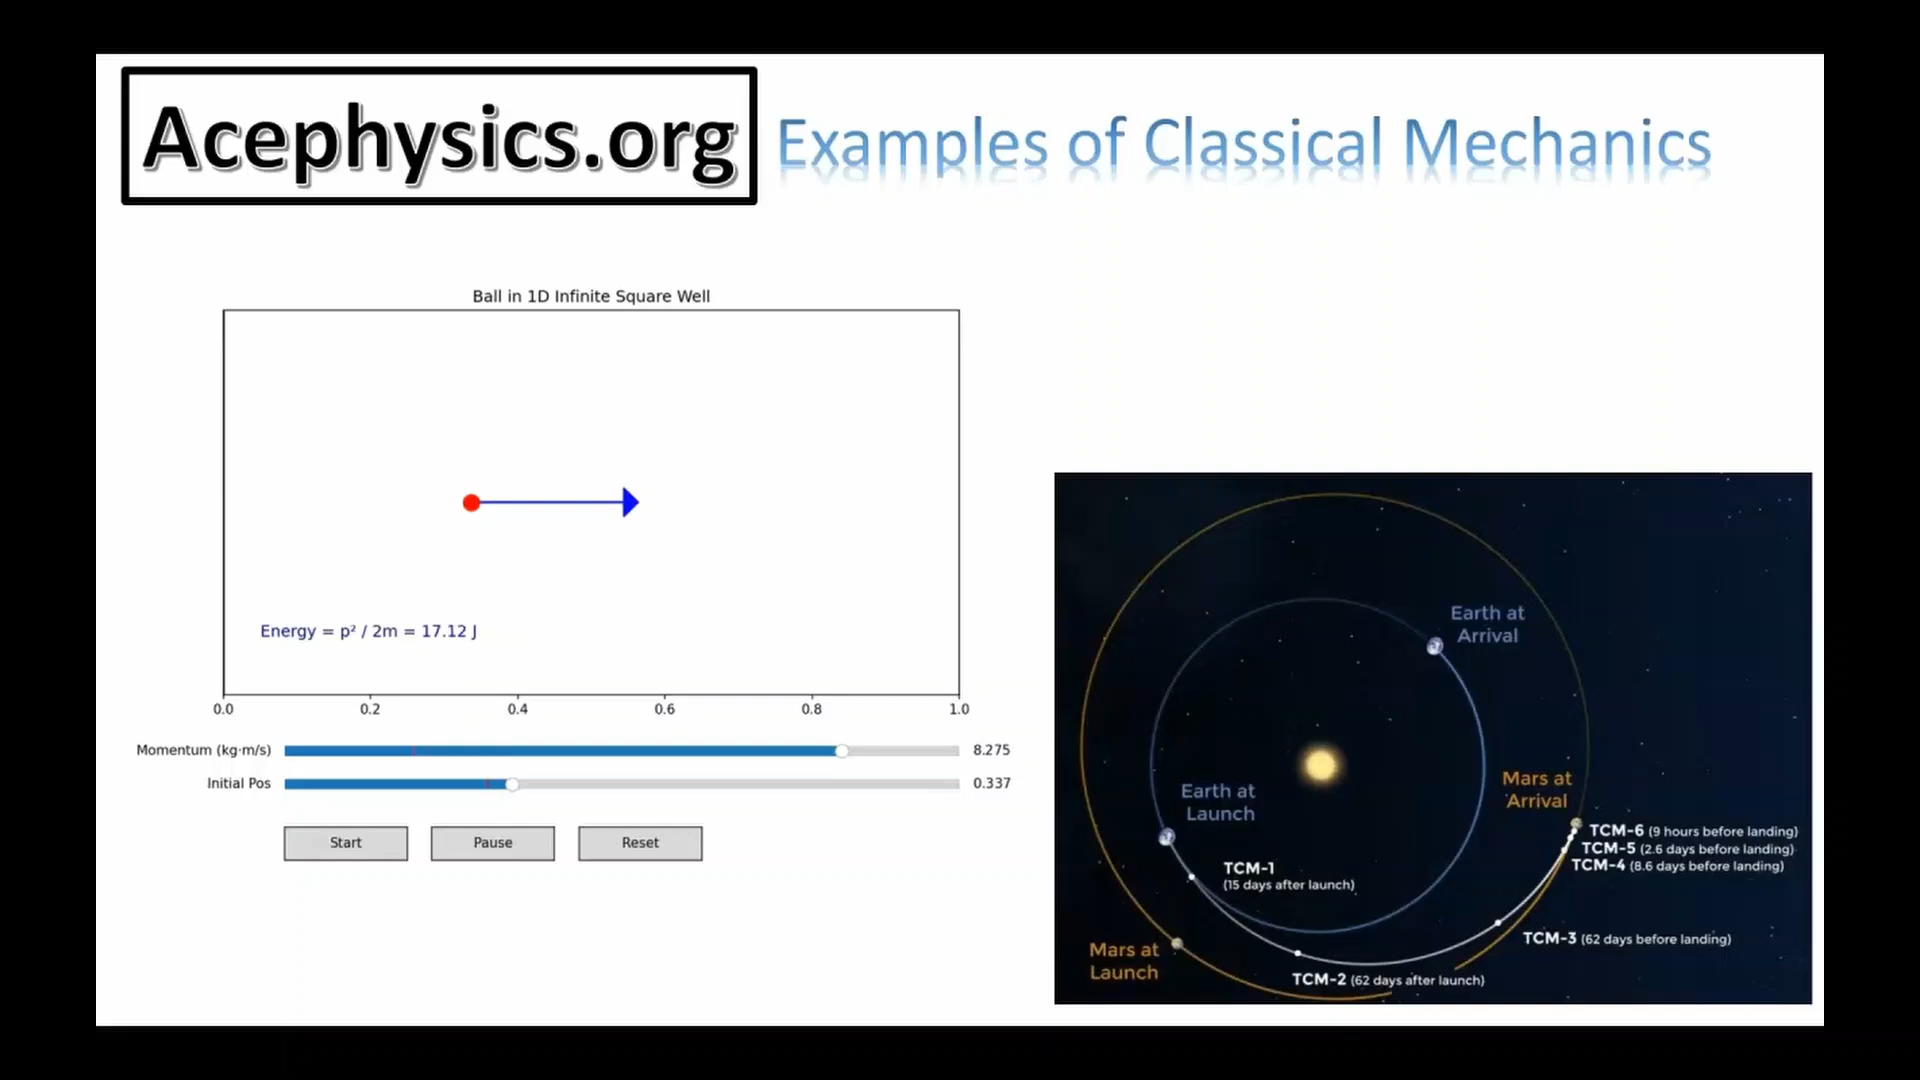 Acephysics.org
Examples of Classical Mechanics
Ball in 1D Infinite Square Well
Energy = p² / 2m = 17.12 J
0.0 0.2 0.4 0.6 0.8 1.0
Momentum (kg·m/s) 8.275
Initial Pos 0.337
Start Pause Reset
Earth at
Arrival
Earth at
Launch
Mars at
Arrival
TCM-6 (9 hours before landing)
TCM-5 (2.6 days before landing)
TCM-4 (8.6 days before landing)
TCM-1
(15 days after launch)
TCM-3 (62 days before landing)
Mars at
Launch
TCM-2 (62 days after launch)